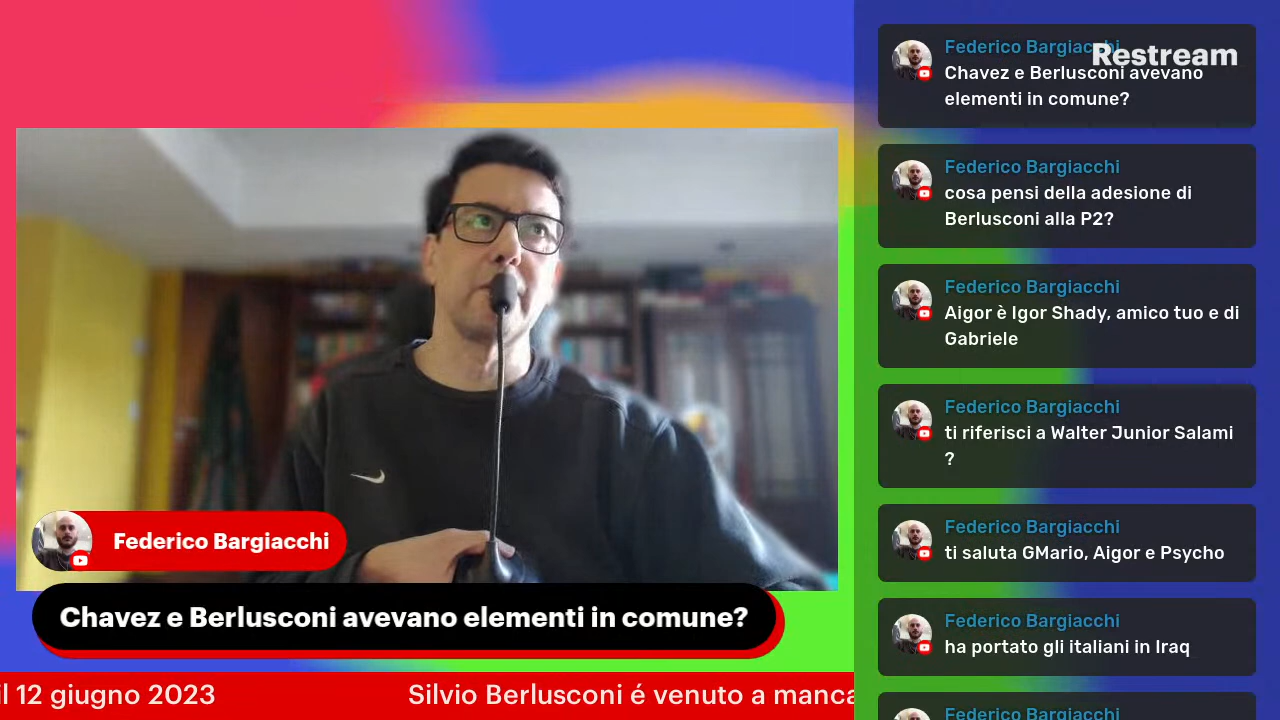 Restream
Federico Bargiacchi
Chavez e Berlusconi avevano
elementi in comune?
Federico Bargiacchi
cosa pensi della adesione di
Berlusconi alla P2?
Federico Bargiacchi
Aigor è Igor Shady, amico tuo e di
Gabriele
Federico Bargiacchi
ti riferisci a Walter Junior Salami
?
Federico Bargiacchi
ti saluta GMario, Aigor e Psycho
Federico Bargiacchi
ha portato gli italiani in Iraq
Federico Bargiacchi
Federico Bargiacchi
Chavez e Berlusconi avevano elementi in comune?
il 12 giugno 2023 Silvio Berlusconi é venuto a manca